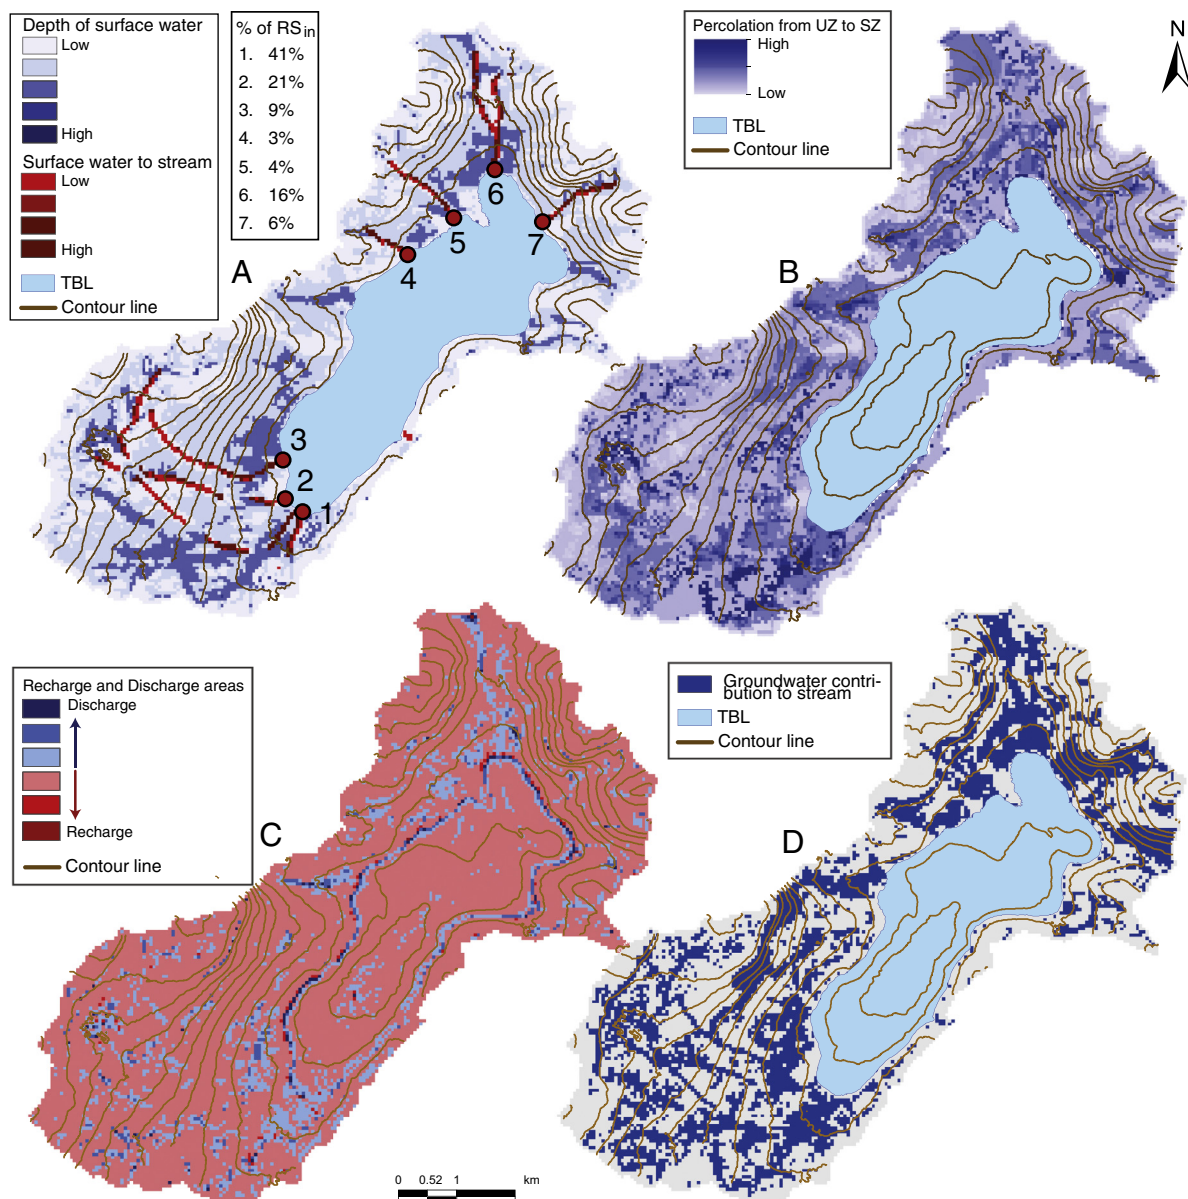 Depth of surface water
Low
High
Surface water to stream
Low
High
TBL
Contour line
% of RSin
1. 41%
2. 21%
3. 9%
4. 3%
5. 4%
6. 16%
7. 6%
A
1
2
3
4
5
6
7
Percolation from UZ to SZ
High
Low
TBL
Contour line
N
B
Recharge and Discharge areas
Discharge
Recharge
Contour line
C
Groundwater contri-
bution to stream
TBL
Contour line
D
0 0.52 1 km